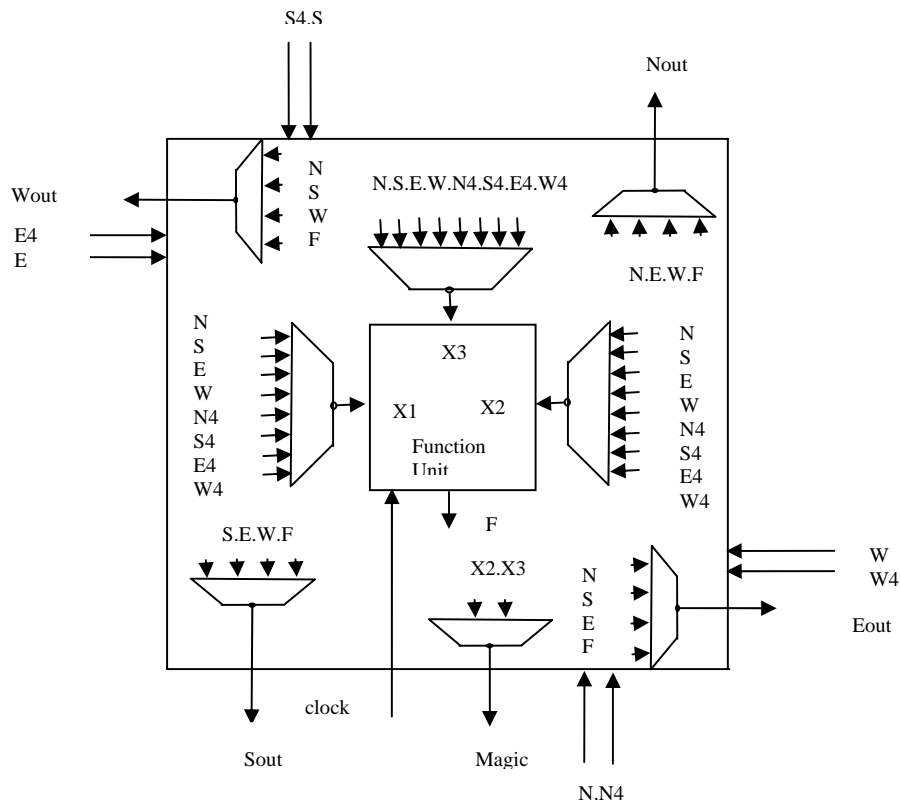 S4.S
Nout
N
S
W
F
N.S.E.W.N4.S4.E4.W4
Wout
E4
E
N.E.W.F
N
S
E
W
N4
S4
E4
W4
X3
X1
X2
Function
Unit
N
S
E
W
N4
S4
E4
W4
F
S.E.W.F
X2.X3
N
S
E
F
W
W4
Eout
clock
Sout
Magic
N.N4